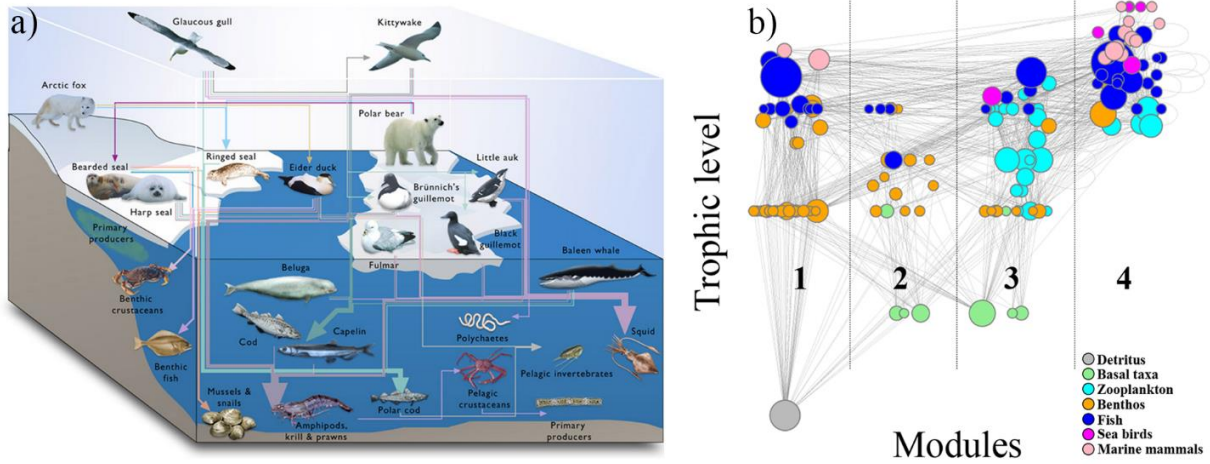 a)
Glaucous gull
Kittywake
Arctic fox
Polar bear
Ringed seal
Eider duck
Little auk
Bearded seal
Brünnich's
guillemot
Harp seal
Primary
producers
Black
guillemot
Fulmar
Baleen whale
Beluga
Benthic
crustaceans
Cod
Capelin
Squid
Polychaetes
Benthic
fish
Pelagic invertebrates
Mussels &
snails
Polar cod
Pelagic
crustaceans
Amphipods,
krill & prawns
Primary
producers
b)
Trophic level
1
2
3
4
Detritus
Basal taxa
Zooplankton
Benthos
Fish
Sea birds
Marine mammals
Modules